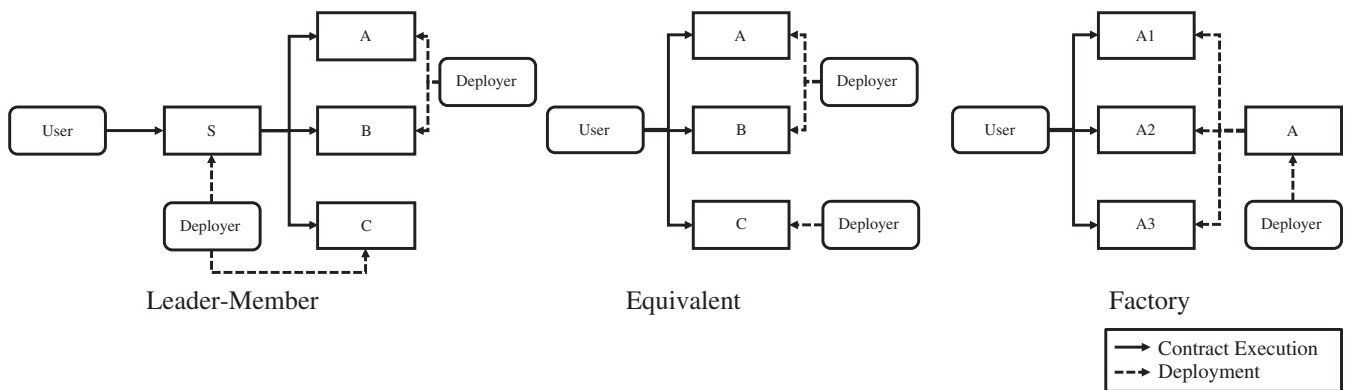 User
S
A
B
C
Deployer
Deployer
Leader-Member
User
A
B
C
Deployer
Deployer
Equivalent
User
A1
A2
A3
A
Deployer
Factory
Contract Execution
Deployment